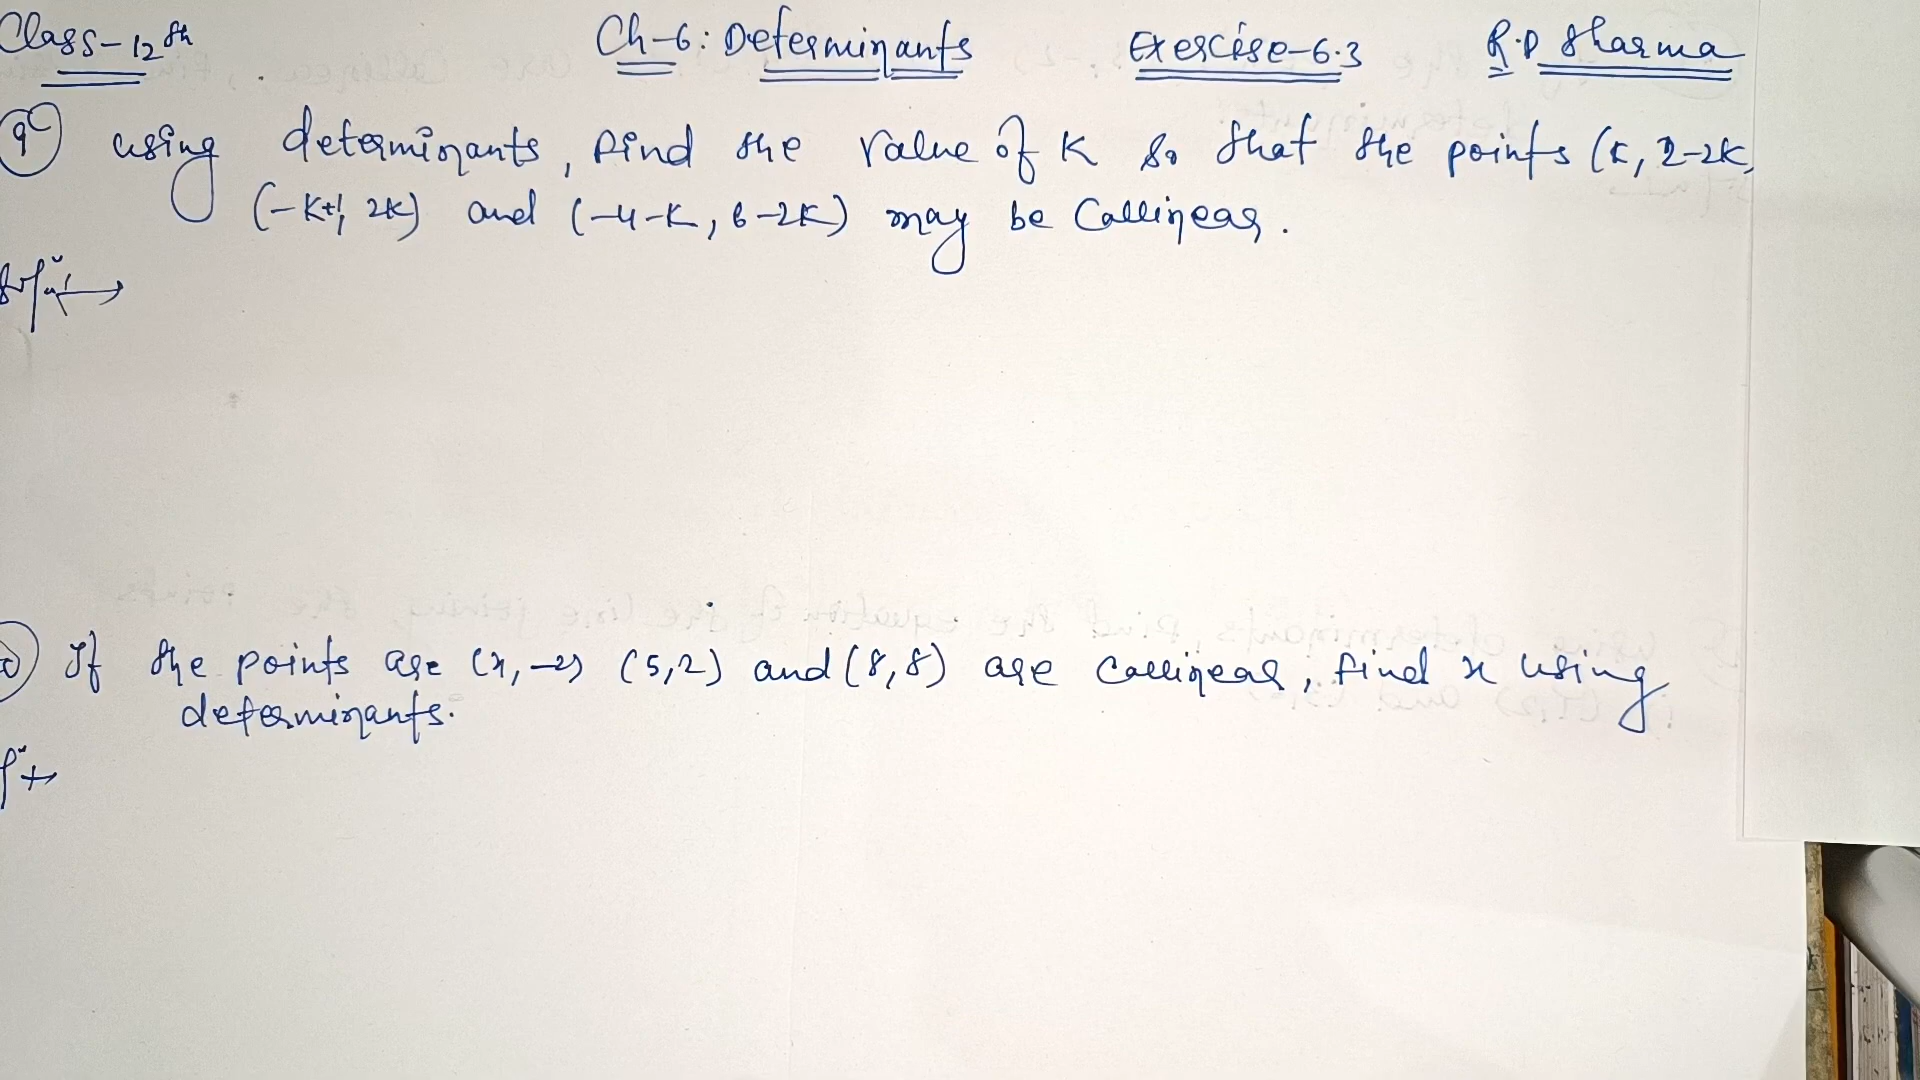 Class-12th Ch-6: Determinants Exercise-6.3 R.D Sharma
9 using determinants, find the value of K so that the points (K, 2-2K,
(-K+1, 2K) and (-4-K, 6-2K) may be Collinear.
Solⁿ→
If the points are (x, -2) (5,2) and (8,8) are collinear, find x using
determinants.